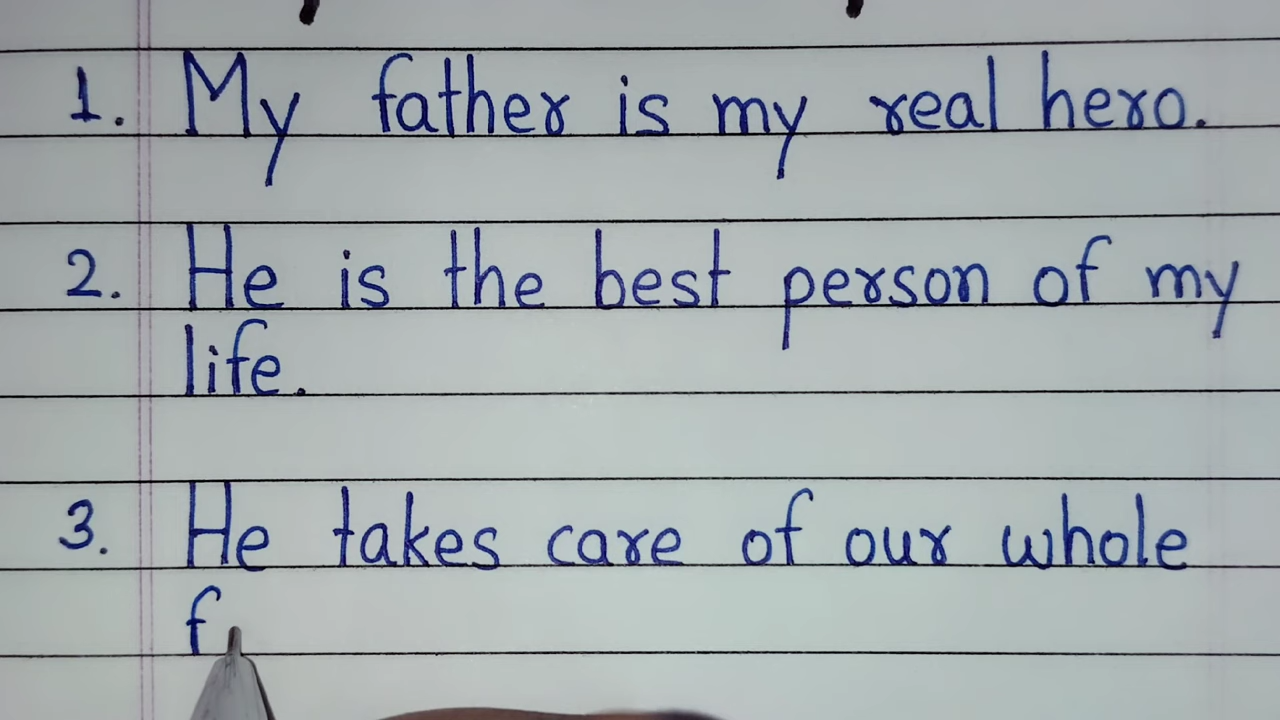 1. My father is my real hero.
2. He is the best person of my
life.
3. He takes care of our whole
f